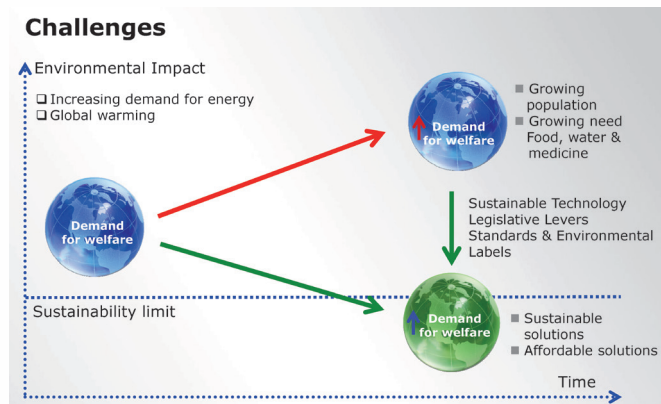 Challenges
Environmental Impact
Increasing demand for energy
Global warming
Demand
for welfare
Demand
for welfare
Growing
population
Growing need
Food, water &
medicine
Sustainable Technology
Legislative Levers
Standards & Environmental
Labels
Sustainability limit
Demand
for welfare
Sustainable
solutions
Affordable solutions
Time